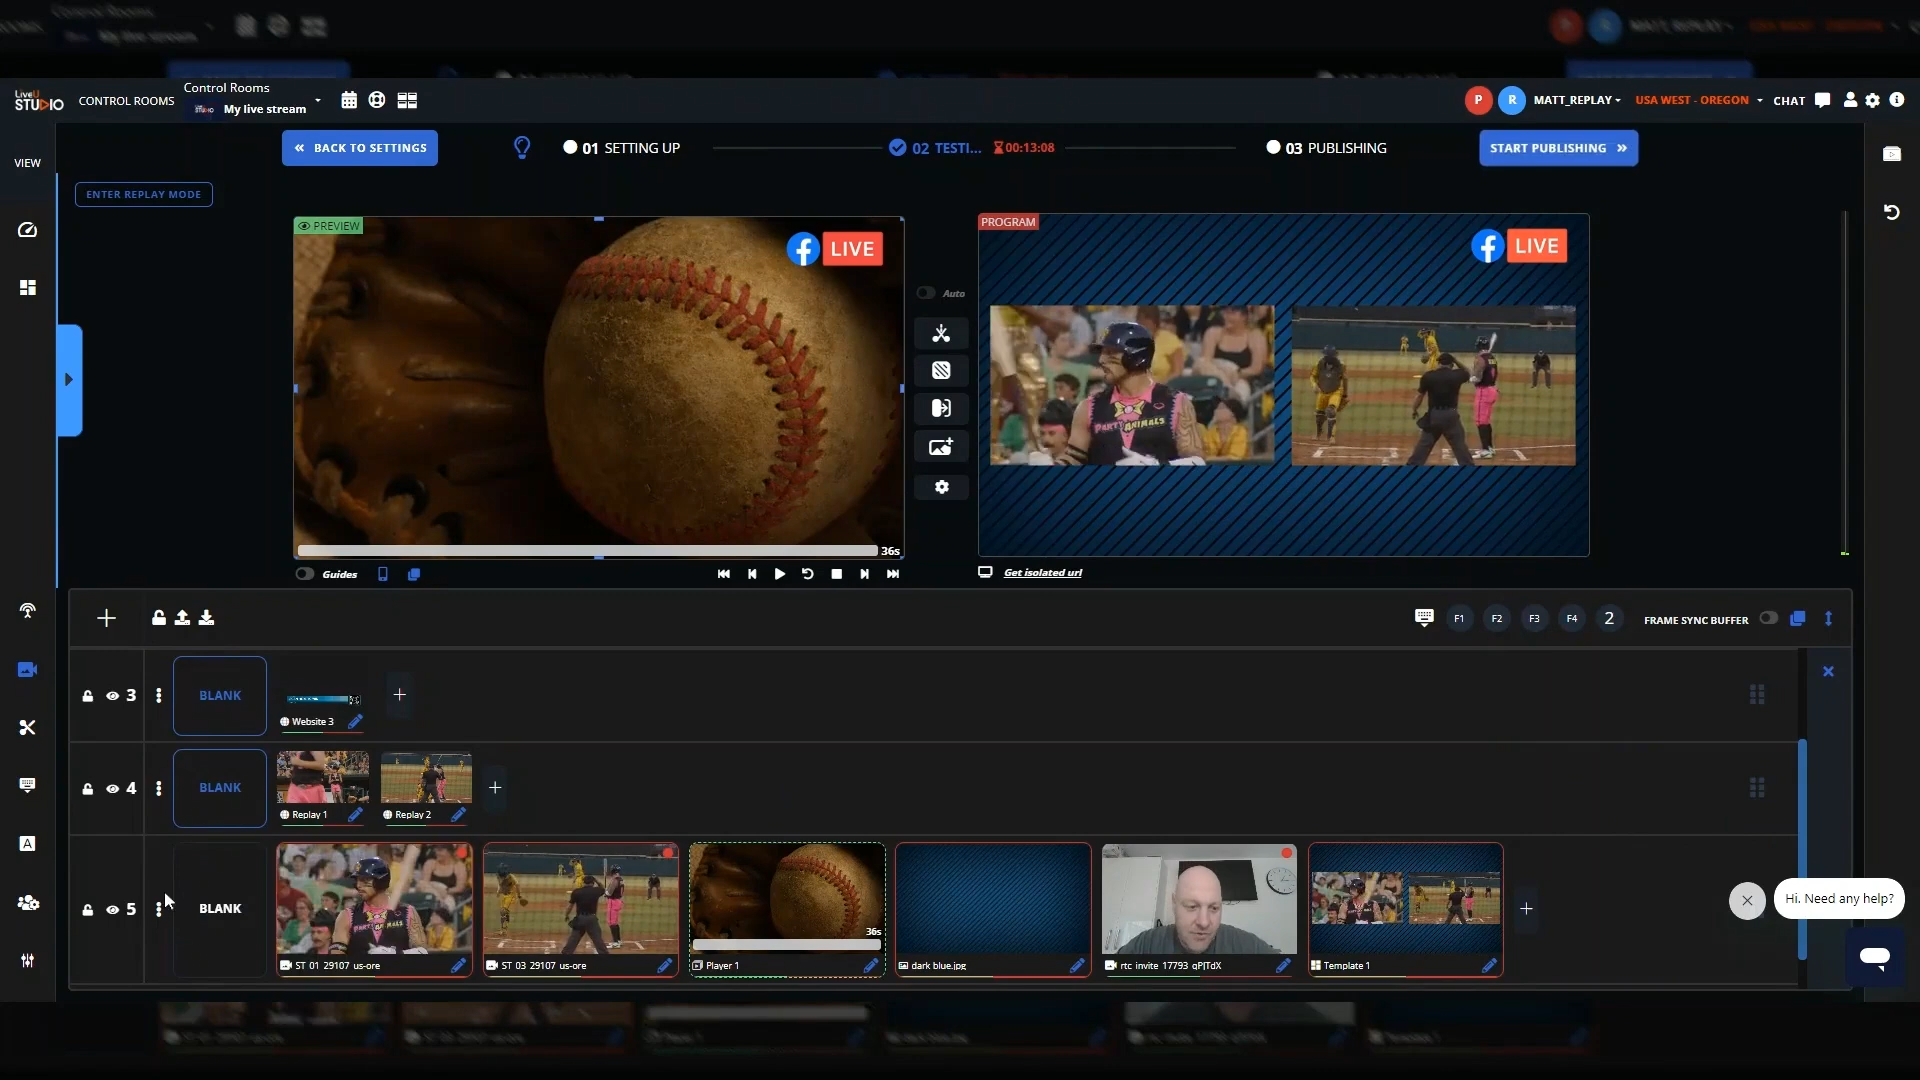 LiveU
STUDIO
CONTROL ROOMS
Control Rooms
My live stream
P
R
MATT_REPLAY
USA WEST - OREGON
CHAT
VIEW
« BACK TO SETTINGS
01 SETTING UP
02 TESTI...
00:13:08
03 PUBLISHING
START PUBLISHING »
ENTER REPLAY MODE
PREVIEW
LIVE
36s
Auto
PROGRAM
LIVE
PARTY ANIMALS
Guides
Get isolated url
F1
F2
F3
F4
2
FRAME SYNC BUFFER
3
BLANK
Website 3
4
BLANK
Replay 1
Replay 2
5
BLANK
ST 01 29107 us-ore
ST 03 29107 us-ore
36s
Player 1
dark blue.jpg
Template 1
Hi. Need any help?